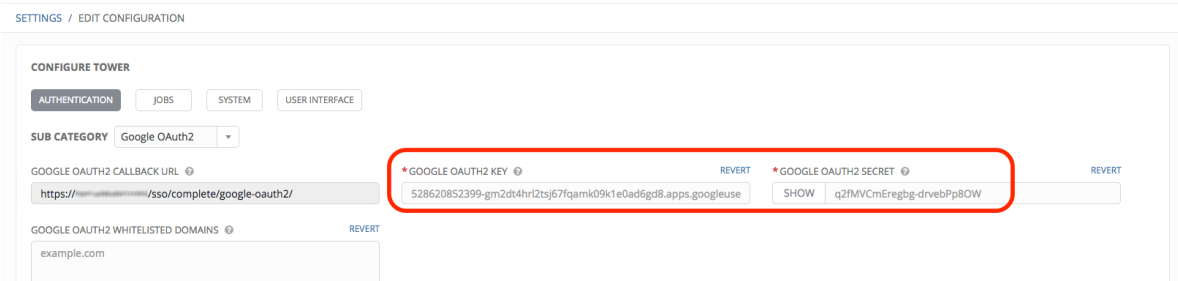 SETTINGS / EDIT CONFIGURATION
CONFIGURE TOWER
AUTHENTICATION JOBS SYSTEM USER INTERFACE
SUB CATEGORY Google OAuth2
GOOGLE OAUTH2 CALLBACK URL * GOOGLE OAUTH2 KEY REVERT * GOOGLE OAUTH2 SECRET REVERT
https:// /sso/complete/google-oauth2/ 528620852399-gm2dt4hrl2tsj67fqamk09k1e0ad6gd8.apps.googleuse SHOW q2fMVCmEregbg-drvebPp8OW
GOOGLE OAUTH2 WHITELISTED DOMAINS REVERT
example.com